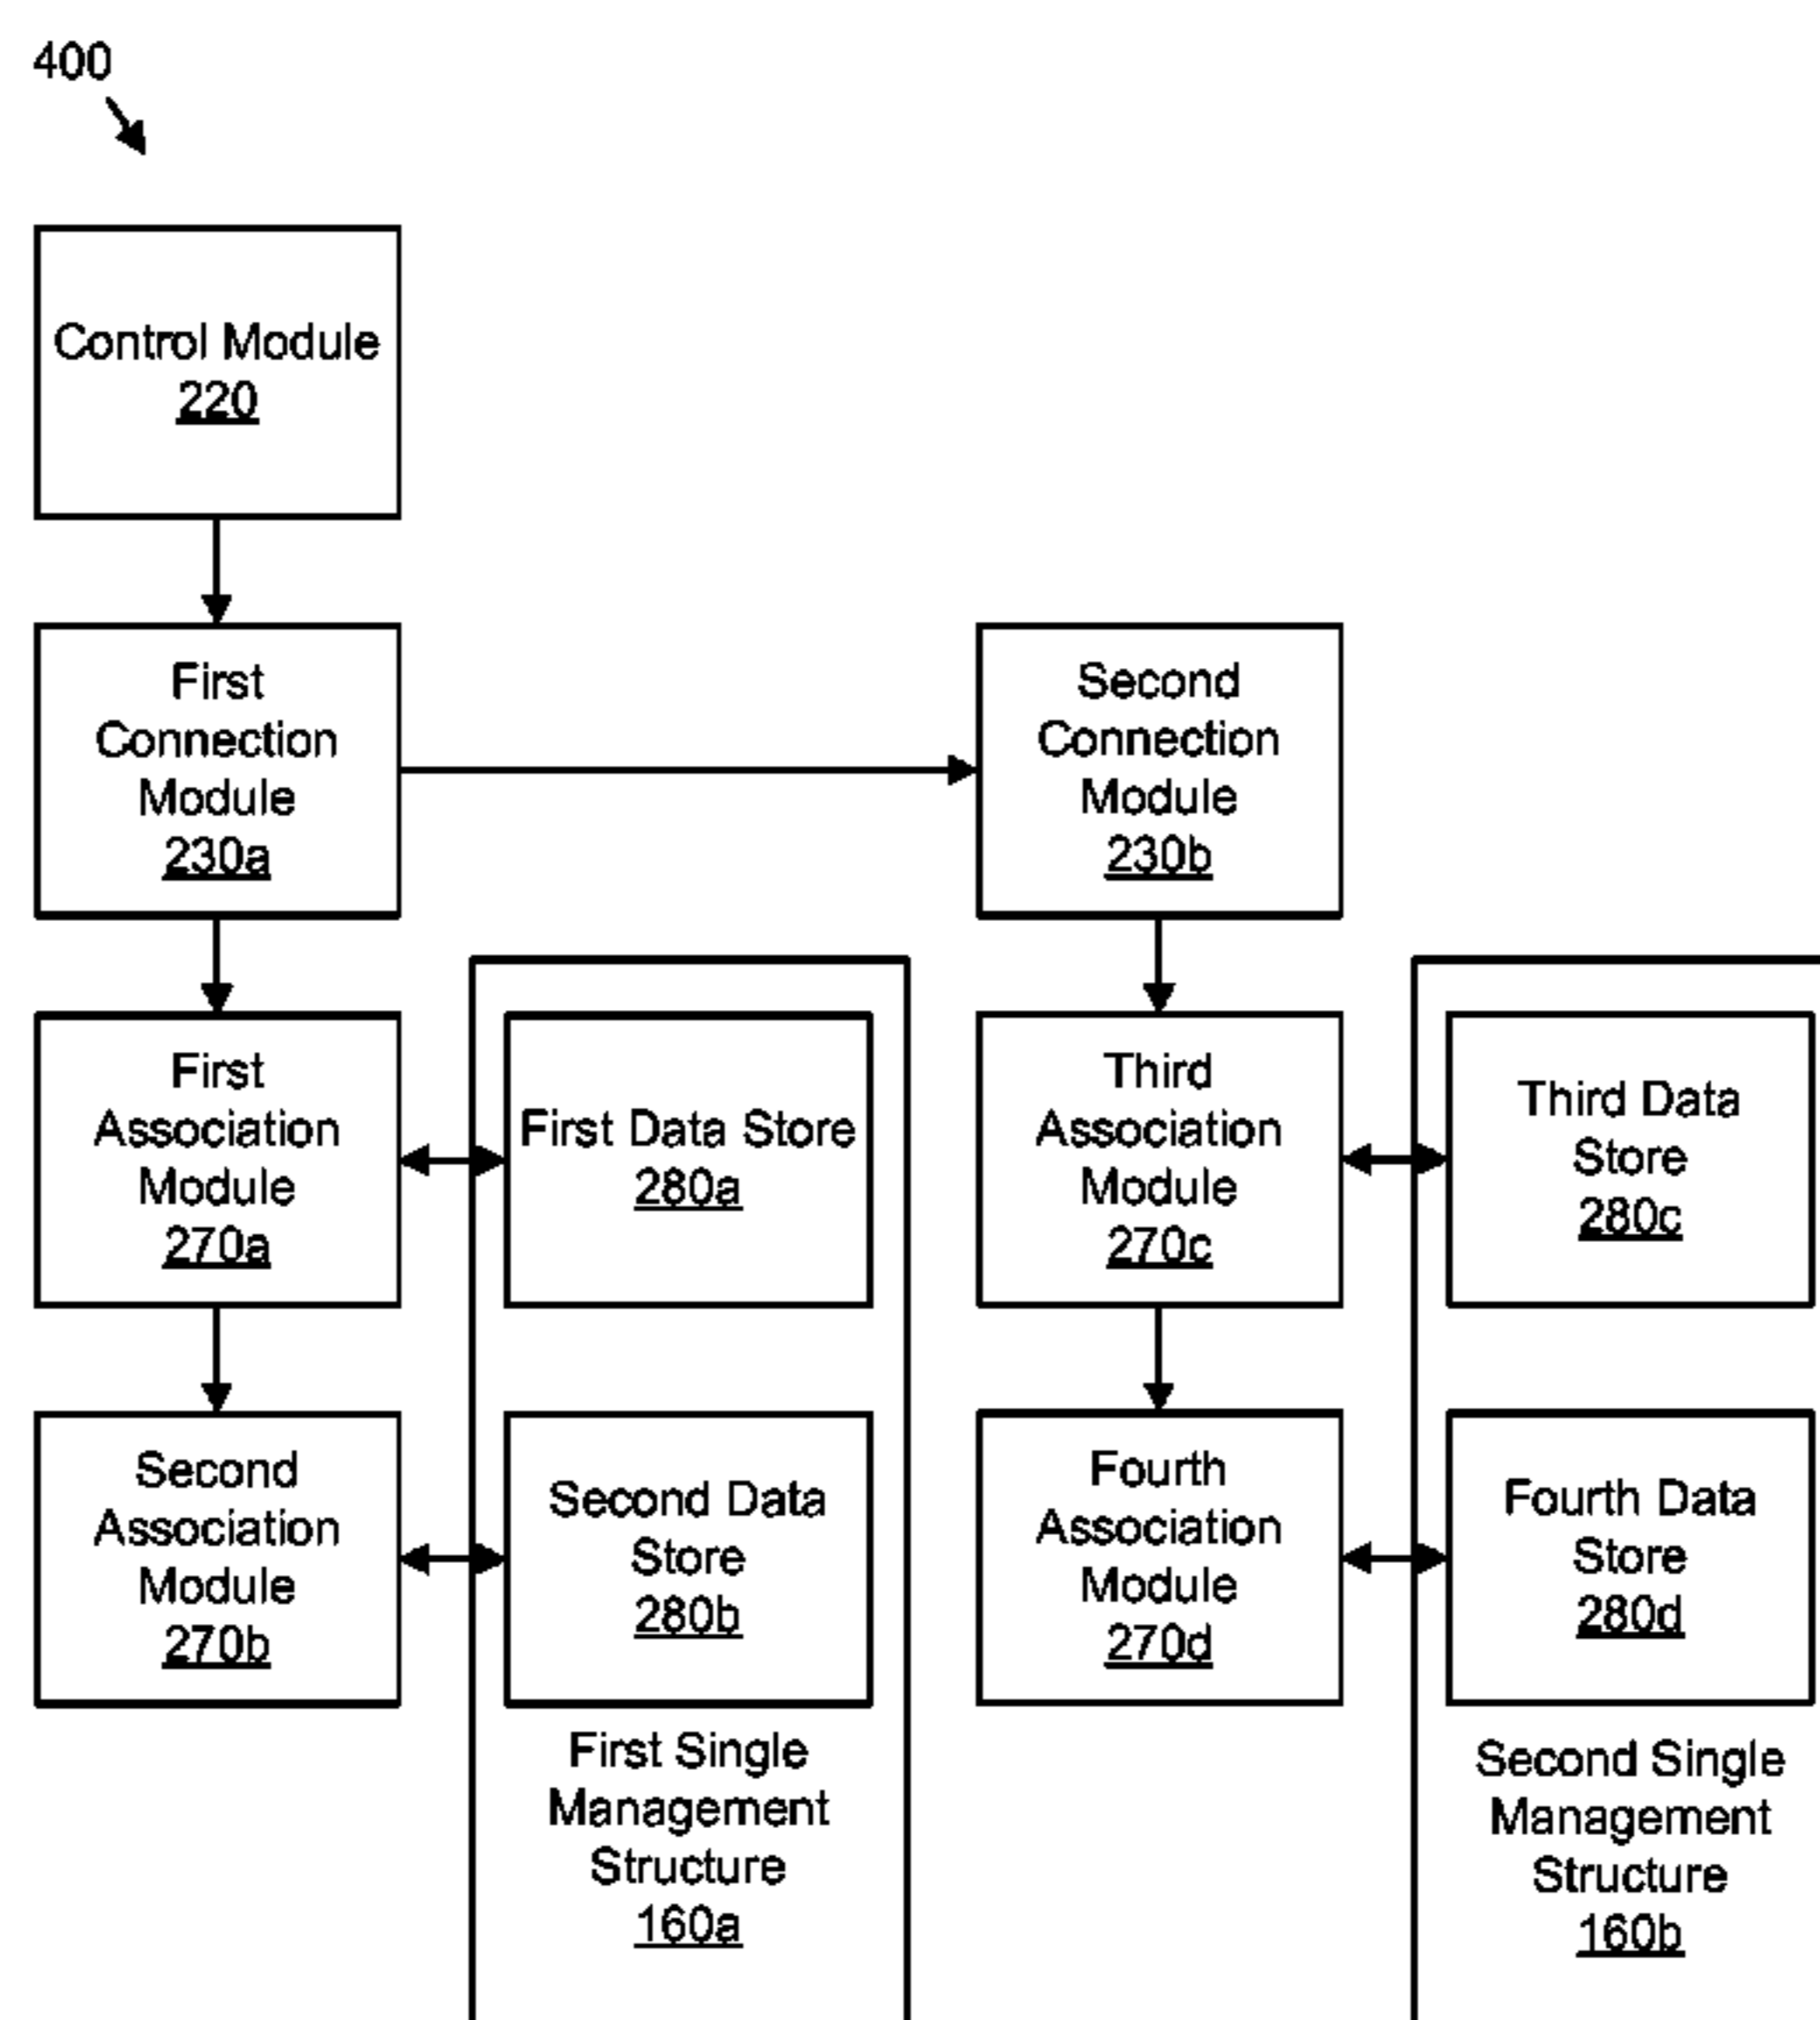 400
Control Module
220
First
Connection
Module
230a
Second
Connection
Module
230b
First
Association
Module
270a
First Data Store
280a
Third
Association
Module
270c
Third Data
Store
280c
Second
Association
Module
270b
Second Data
Store
280b
Fourth
Association
Module
270d
Fourth Data
Store
280d
First Single
Management
Structure
160a
Second Single
Management
Structure
160b